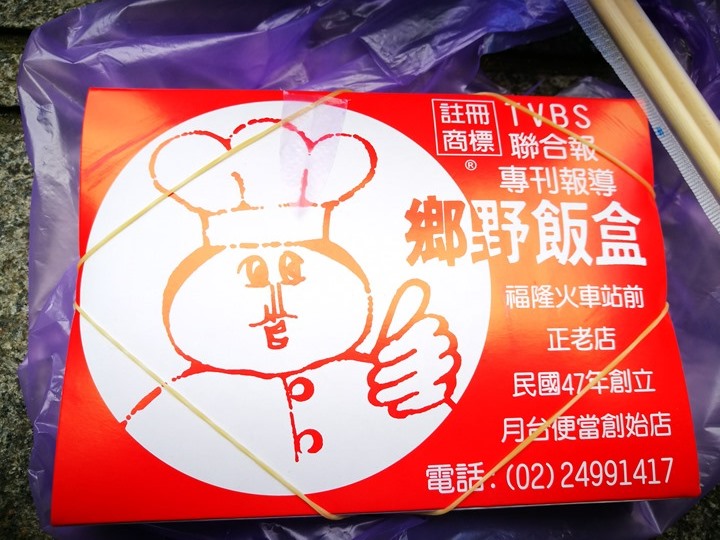 註冊
商標
®
TVBS
聯合報
專刊報導
鄉野飯盒
福隆火車站前
正老店
民國47年創立
月台便當創始店
電話:(02)24991417